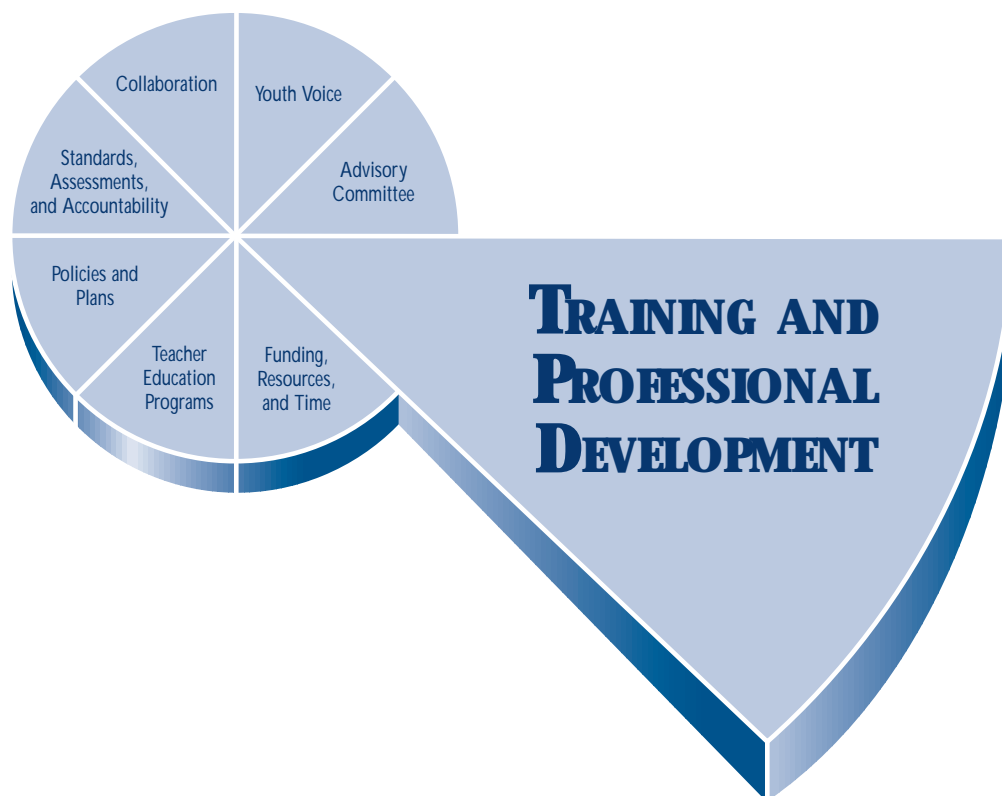 Collaboration
Youth Voice
Advisory
Committee
Standards,
Assessments,
and Accountability
Policies and
Plans
Teacher
Education
Programs
Funding,
Resources,
and Time
TRAINING AND
PROFESSIONAL
DEVELOPMENT